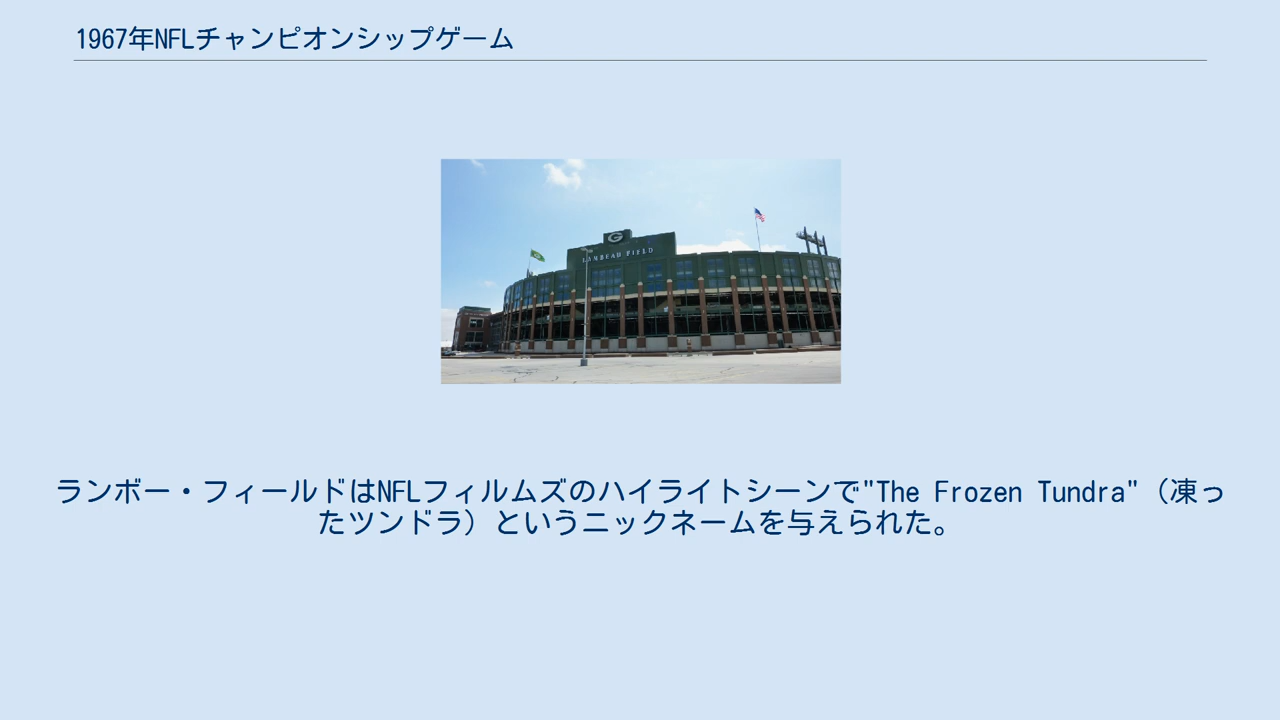 1967年NFLチャンピオンシップゲーム
G
LAMBEAU FIELD
ランボー・フィールドはNFLフィルムズのハイライトシーンで"The Frozen Tundra"（凍っ
たツンドラ）というニックネームを与えられた。